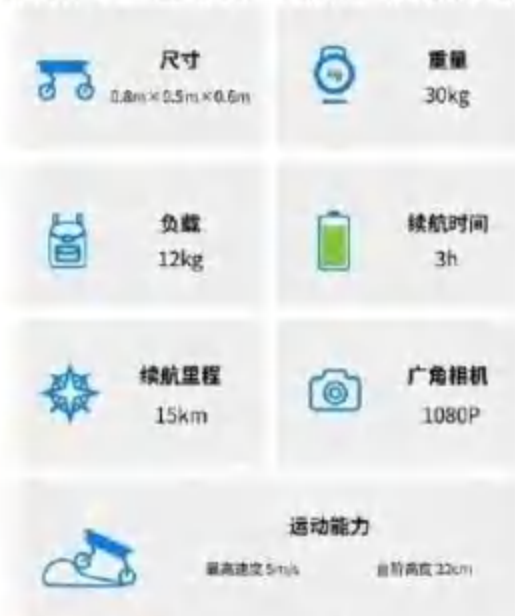 尺寸
0.8m×0.5m×0.6m
重量
30kg
负载
12kg
续航时间
3h
续航里程
15km
广角相机
1080P
运动能力
最高速度 5m/s
台阶高度 22cm